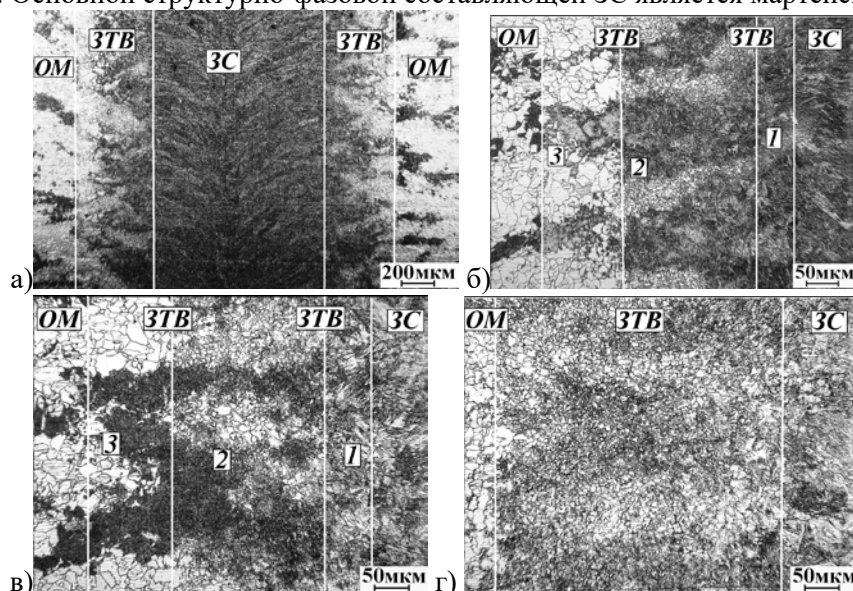 Основной структурно-фазовой составляющей ЗС является мартенс
ОМ ЗТВ ЗС ЗТВ ОМ
200мкм
а)
ЗТВ ЗТВ ЗС
ОМ
1
3 2
50мкм
б)
ОМ ЗТВ ЗТВ ЗС
3 2 1
50мкм
в)
ОМ ЗТВ ЗС
50мкм
г)